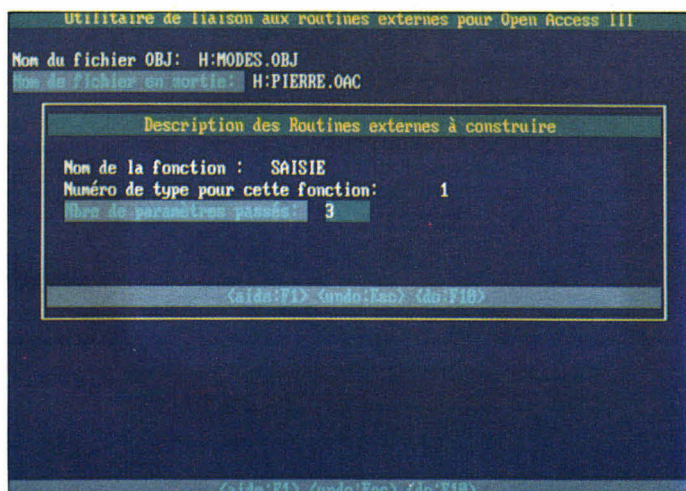 Utilitaire de liaison aux routines externes pour Open Access III
Nom du fichier OBJ: H:MODES.OBJ
Nom de fichier en sortie: H:PIERRE.OAC
Description des Routines externes à construire
Nom de la fonction : SAISIE
Numéro de type pour cette fonction: 1
Nbre de paramètres passés: 3
<aide:F1> <undo:Esc> <do:F10>
<aide:F1> <undo:Esc> <do:F10>